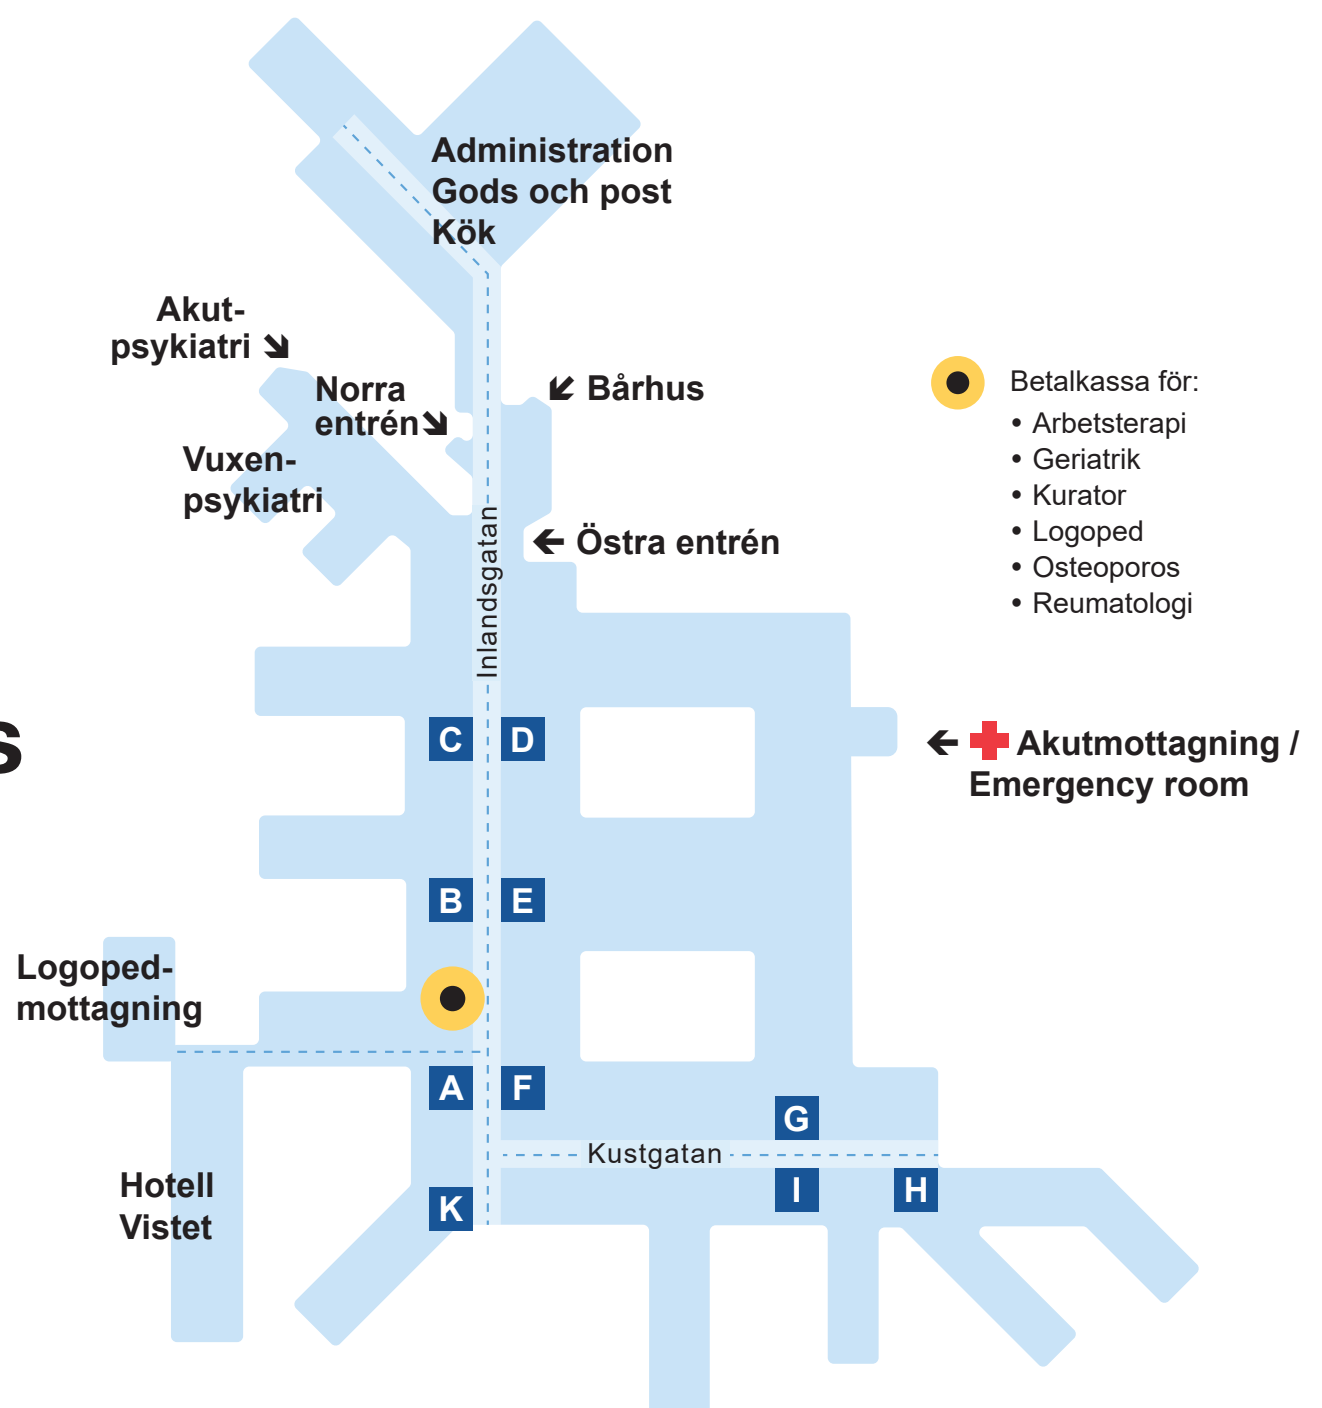 Administration
Gods och post
Kök
Akut-
psykiatri
Norra
entrén
Bårhus
Vuxen-
psykiatri
Östra entrén
Inlandsgatan
Betalkassa för:
• Arbetsterapi
• Geriatrik
• Kurator
• Logoped
• Osteoporos
• Reumatologi
s
C
D
Akutmottagning /
Emergency room
B
E
Logoped-
mottagning
A
F
G
Kustgatan
I
H
K
Hotell
Vistet